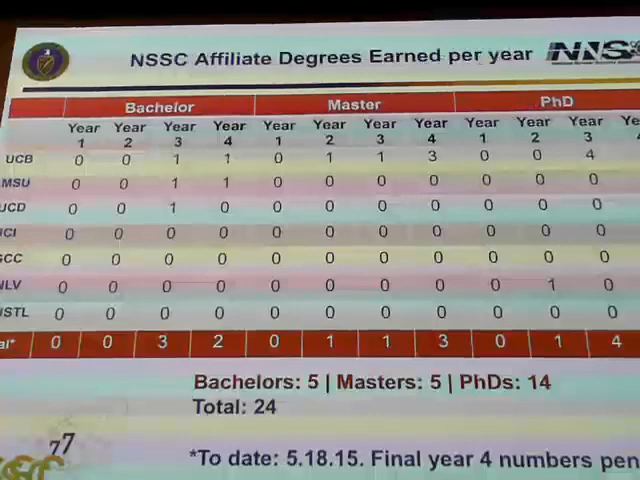 NSSC Affiliate Degrees Earned per year
Bachelor Master PhD
Year 1 Year 2 Year 3 Year 4 Year 1 Year 2 Year 3 Year 4 Year 1 Year 2 Year 3 Ye
UCB 0 0 1 1 0 1 1 3 0 0 4
MSU 0 0 1 1 0 0 0 0 0 0 0
UCD 0 0 1 0 0 0 0 0 0 0 0
CI 0 0 0 0 0 0 0 0 0 0 0
CC 0 0 0 0 0 0 0 0 0 0 0
NLV 0 0 0 0 0 0 0 0 0 1 0
STL 0 0 0 0 0 0 0 0 0 0 0
al* 0 0 3 2 0 1 1 3 0 1 4
Bachelors: 5 | Masters: 5 | PhDs: 14
Total: 24
77
*To date: 5.18.15. Final year 4 numbers pen